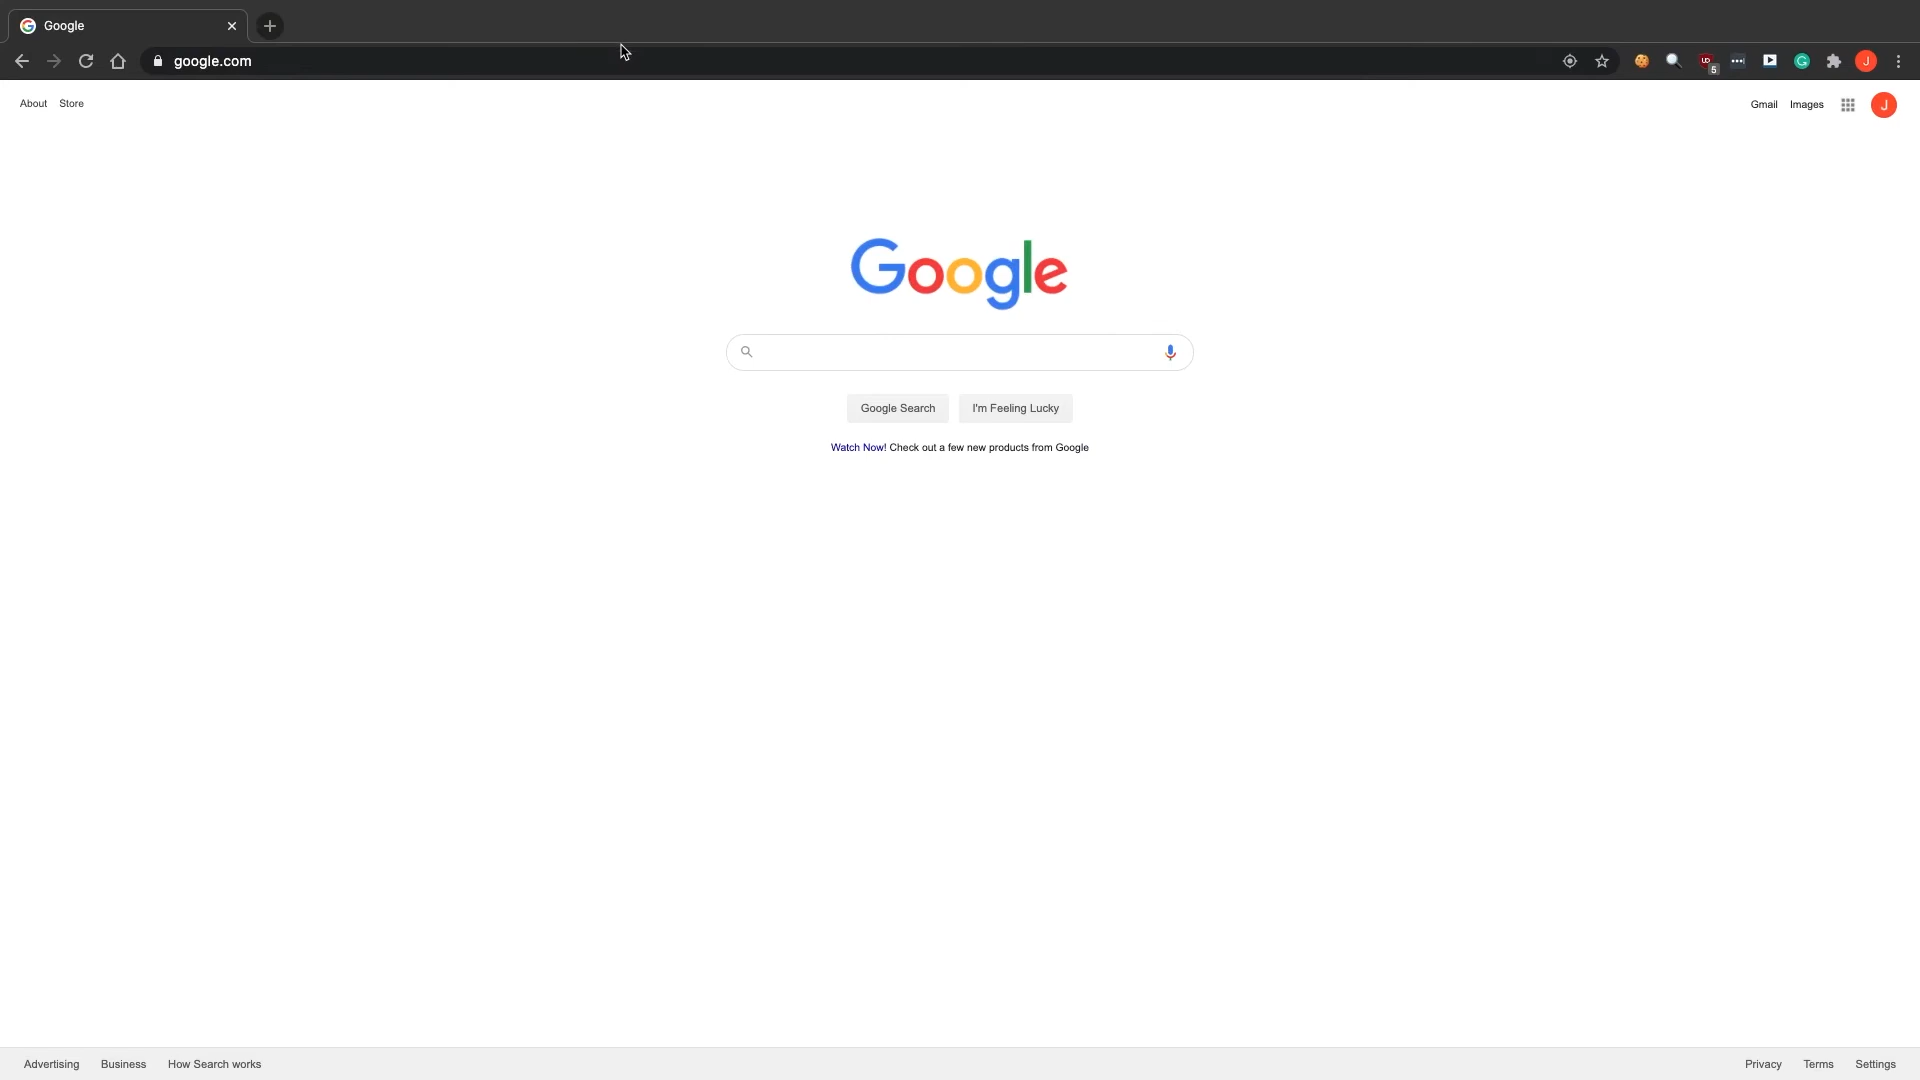 Google
google.com
5
J
About Store
Gmail Images
J
Google
Google Search I'm Feeling Lucky
Watch Now! Check out a few new products from Google
Advertising Business How Search works
Privacy Terms Settings